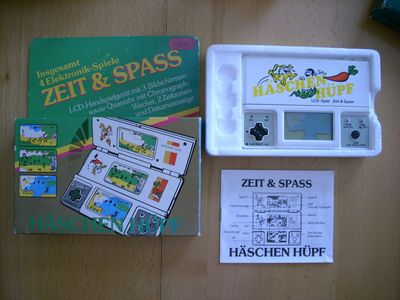 Insgesamt
4 Elektronik-Spiele
ZEIT & SPASS
LCD-Handspielgerät mit 3 Bildschirmen
sowie Quarzuhr mit Chronograph,
Wecker, 2 Zeitzonen
und Datumsanzeige
HÄSCHEN HÜPF
HÄSCHEN
HÜPF
LCD-Spiel Zeit & Spass
ZEIT & SPASS
HÄSCHEN HÜPF